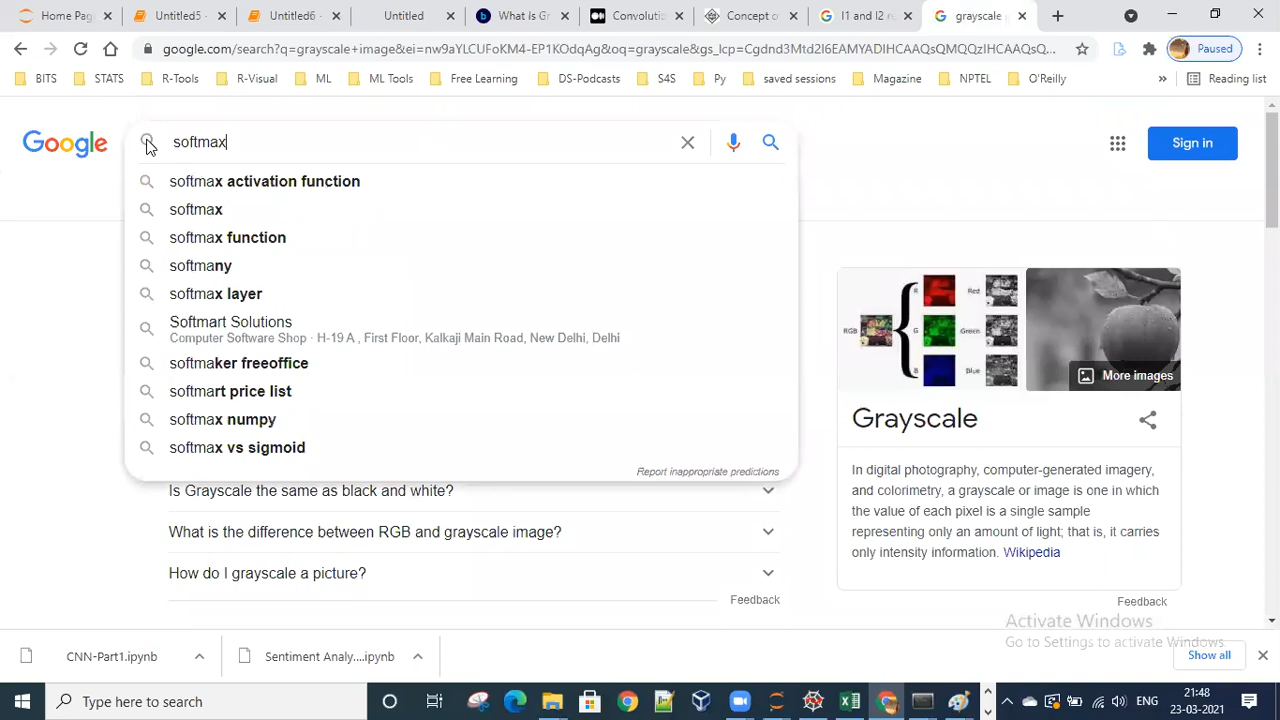 Home Page
Untitled5
Untitled6
Untitled
What is Gr
Convolutio
Concept o
l1 and l2 re
grayscale
google.com/search?q=grayscale+image&ei=nw9aYLCUFoKM4-EP1KOdqAg&oq=grayscale&gs_lcp=Cgdnd3Mtd2l6EAMYADIHCAAQsQMQQzIHCAAQsQMQQzIECAAQQ...
Paused
BITS
STATS
R-Tools
R-Visual
ML
ML Tools
Free Learning
DS-Podcasts
S4S
Py
saved sessions
Magazine
NPTEL
O'Reilly
»
Reading list
Google
softmax
Sign in
softmax activation function
softmax
softmax function
softmany
softmax layer
Softmart Solutions
Computer Software Shop · H-19 A , First Floor, Kalkaji Main Road, New Delhi, Delhi
softmaker freeoffice
softmart price list
softmax numpy
softmax vs sigmoid
Report inappropriate predictions
Is Grayscale the same as black and white?
What is the difference between RGB and grayscale image?
How do I grayscale a picture?
Feedback
RGB
Red
Green
Blue
More images
Grayscale
In digital photography, computer-generated imagery,
and colorimetry, a grayscale or image is one in which
the value of each pixel is a single sample
representing only an amount of light; that is, it carries
only intensity information. Wikipedia
Feedback
Activate Windows
Go to Settings to activate Windows.
CNN-Part1.ipynb
Sentiment Analy....ipynb
Show all
Type here to search
ENG
21:48
23-03-2021